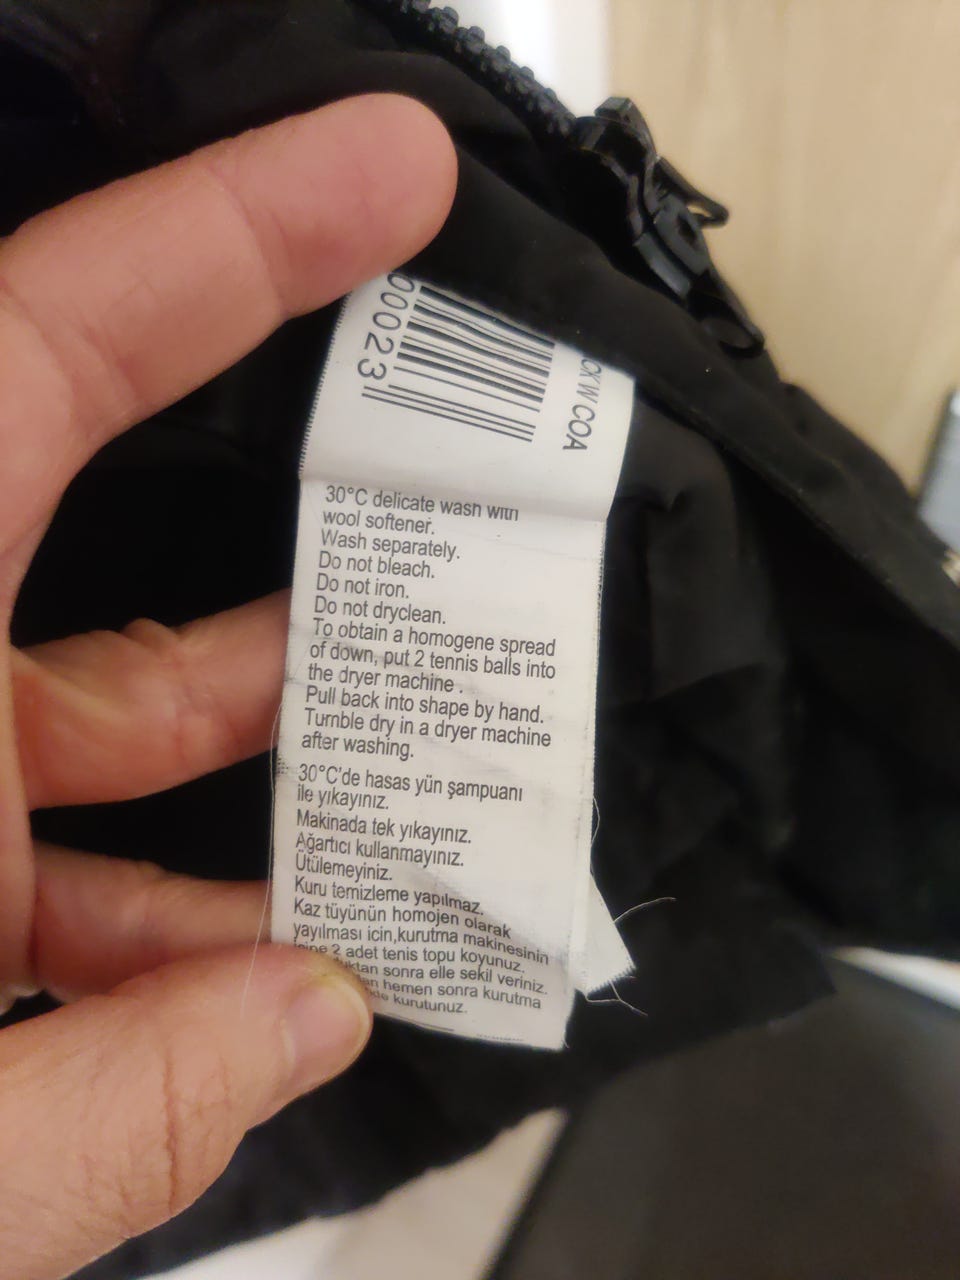 00023
CK W COA
30°C delicate wash with
wool softener.
Wash separately.
Do not bleach.
Do not iron.
Do not dryclean.
To obtain a homogene spread
of down, put 2 tennis balls into
the dryer machine .
Pull back into shape by hand.
Tumble dry in a dryer machine
after washing.
30°C'de hasas yün şampuanı
ile yıkayınız.
Makinada tek yıkayınız.
Ağartıcı kullanmayınız.
Ütülemeyiniz.
Kuru temizleme yapılmaz.
Kaz tüyünün homojen olarak
yayılması icin,kurutma makinesinin
içine 2 adet tenis topu koyunuz.
sonra elle sekil veriniz.
hemen sonra kurutma
kurutunuz.